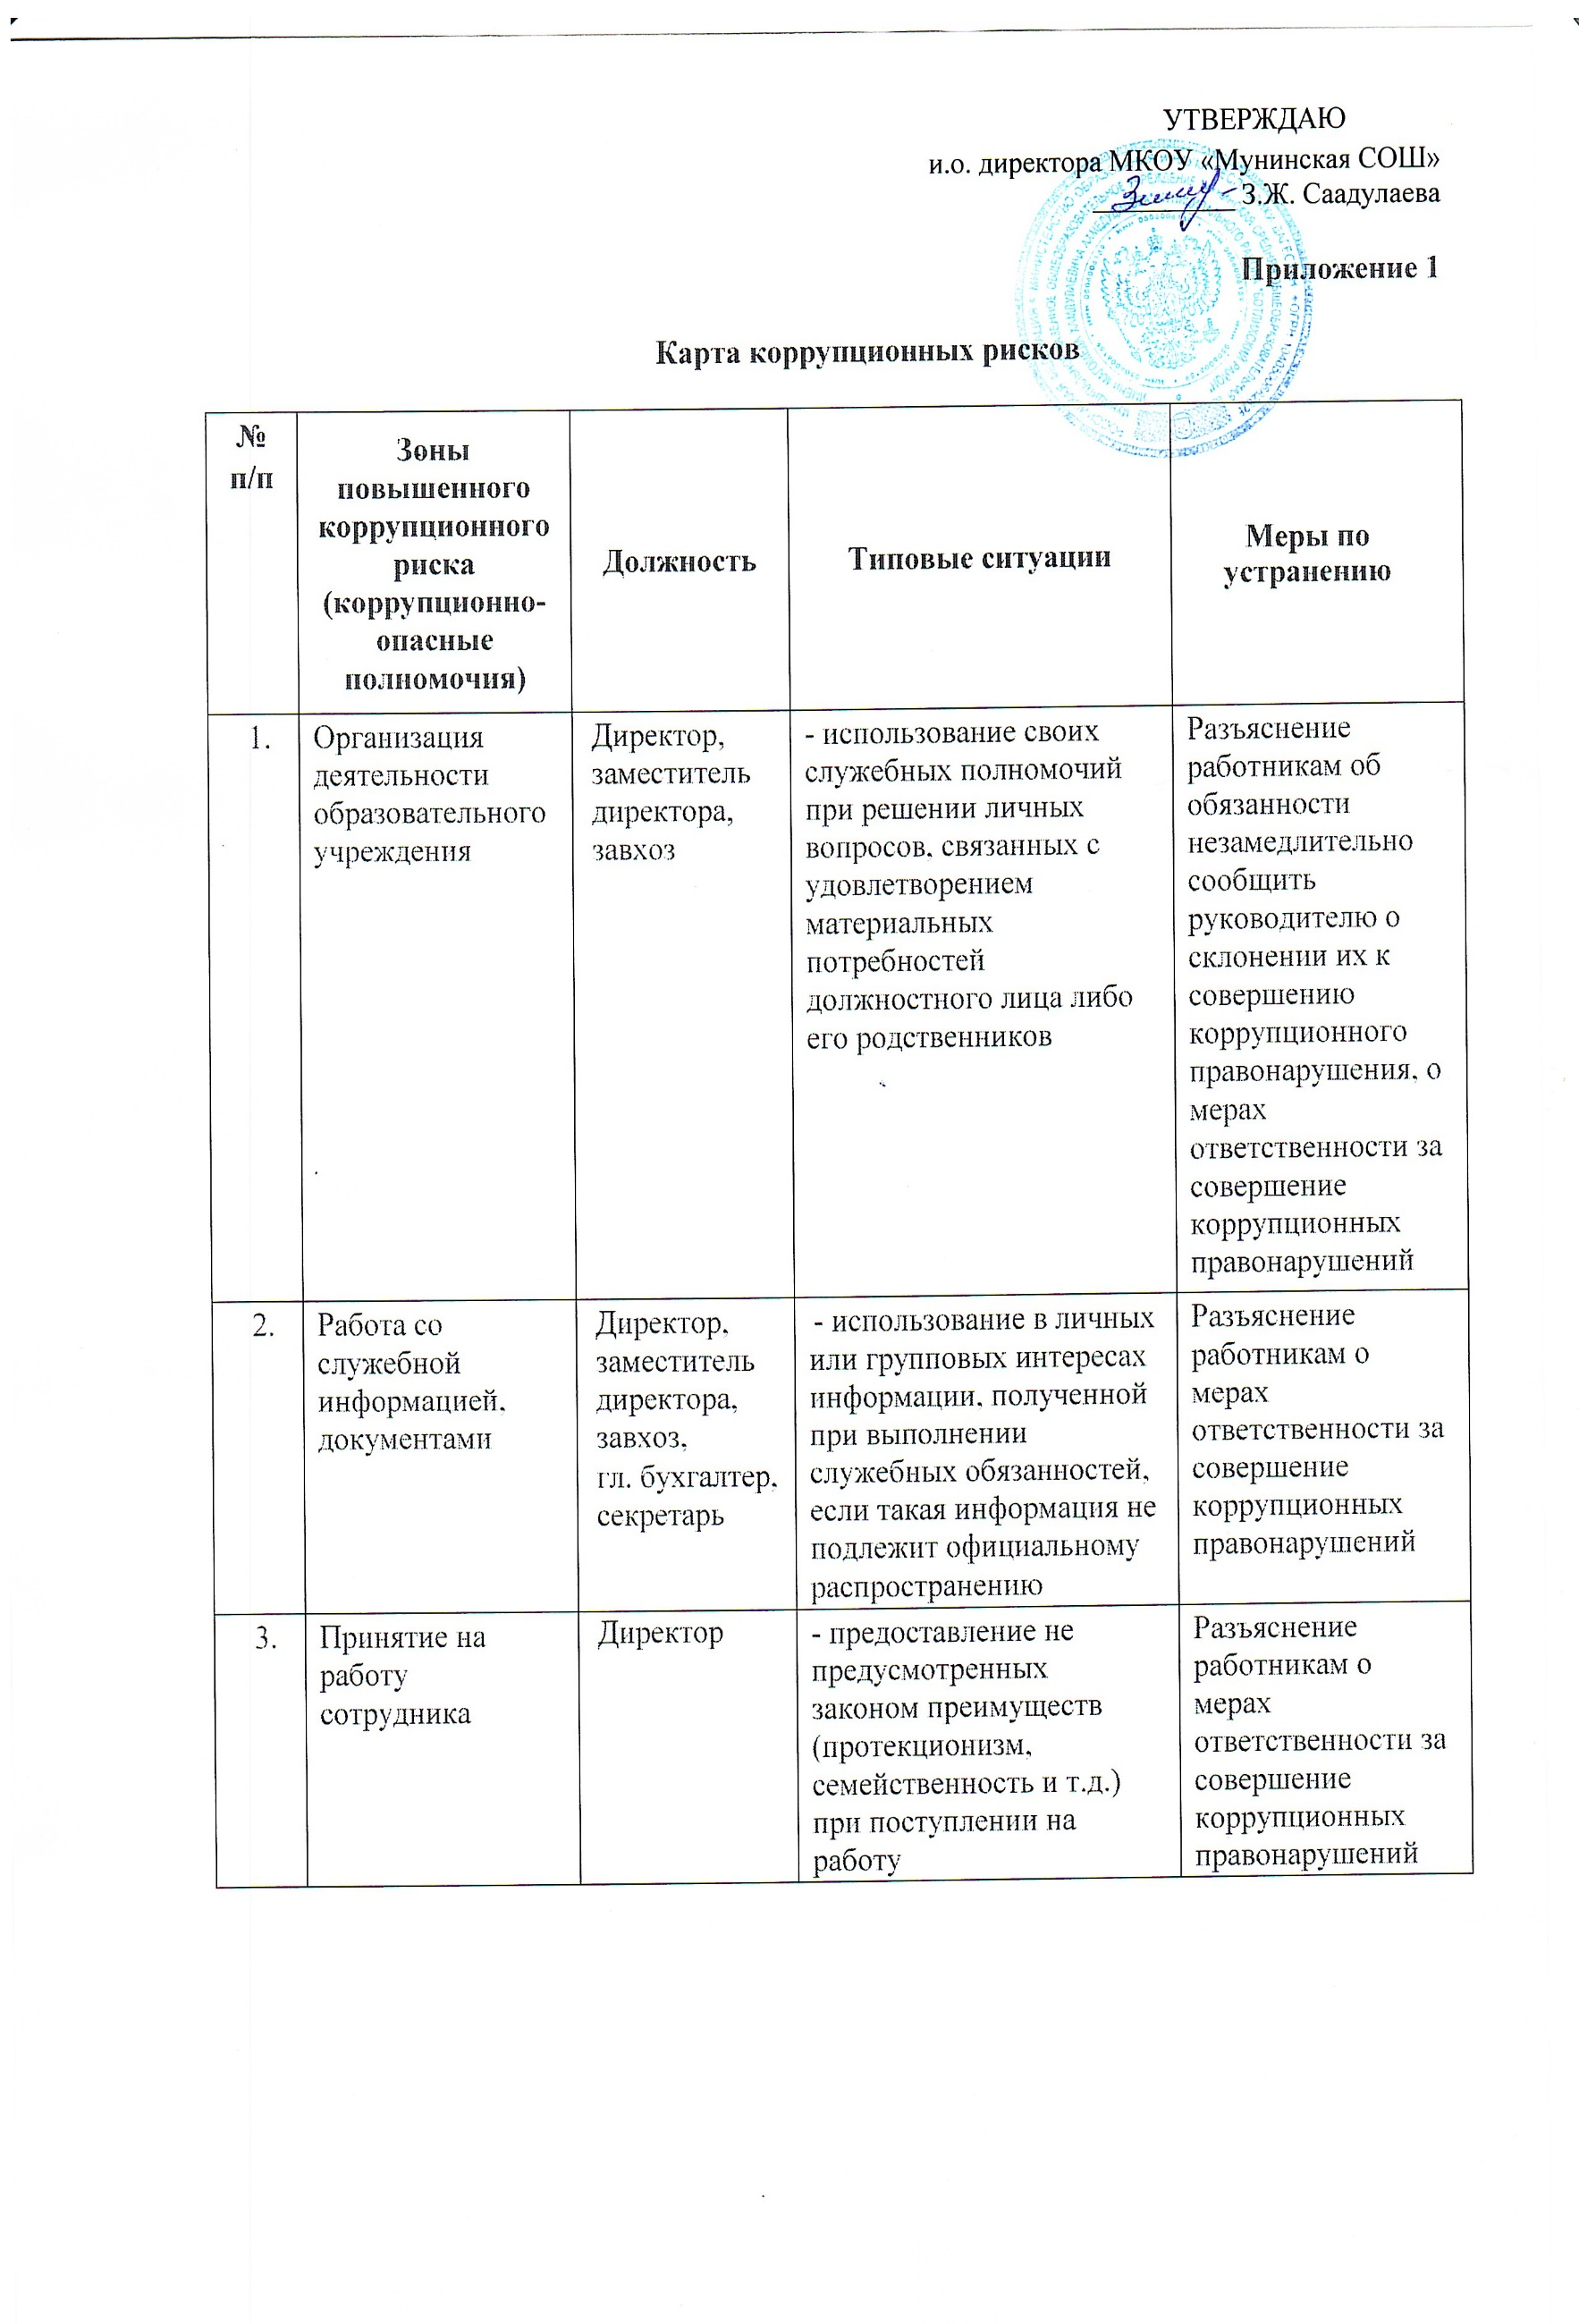 УТВЕРЖДАЮ
и.о. директора МКОУ «Мунинская СОШ»
З.Ж. Саадулаева
Приложение 1
Карта коррупционных рисков
№
п/п
Зоны
повышенного
коррупционного
риска
(коррупционно-
опасные
полномочия)
Должность
Типовые ситуации
Меры по
устранению
1.
Организация
деятельности
образовательного
учреждения
Директор,
заместитель
директора,
завхоз
- использование своих
служебных полномочий
при решении личных
вопросов, связанных с
удовлетворением
материальных
потребностей
должностного лица либо
его родственников
Разъяснение
работникам об
обязанности
незамедлительно
сообщить
руководителю о
склонении их к
совершению
коррупционного
правонарушения, о
мерах
ответственности за
совершение
коррупционных
правонарушений
2.
Работа со
служебной
информацией,
документами
Директор,
заместитель
директора,
завхоз,
гл. бухгалтер,
секретарь
- использование в личных
или групповых интересах
информации, полученной
при выполнении
служебных обязанностей,
если такая информация не
подлежит официальному
распространению
Разъяснение
работникам о
мерах
ответственности за
совершение
коррупционных
правонарушений
3.
Принятие на
работу
сотрудника
Директор
- предоставление не
предусмотренных
законом преимуществ
(протекционизм,
семейственность и т.д.)
при поступлении на
работу
Разъяснение
работникам о
мерах
ответственности за
совершение
коррупционных
правонарушений